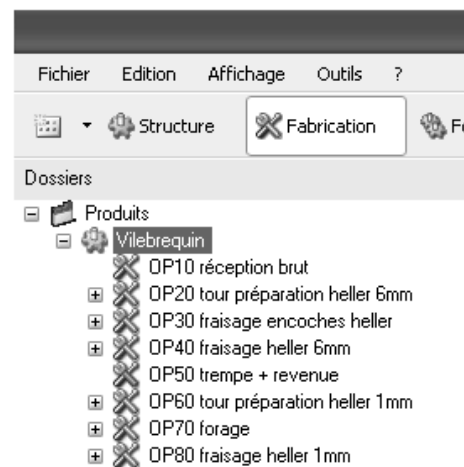 Fichier Edition Affichage Outils ?
Structure Fabrication
Dossiers
Produits
Vilebrequin
OP10 réception brut
OP20 tour préparation heller 6mm
OP30 fraisage encoches heller
OP40 fraisage heller 6mm
OP50 trempe + revenue
OP60 tour préparation heller 1mm
OP70 forage
OP80 fraisage heller 1mm